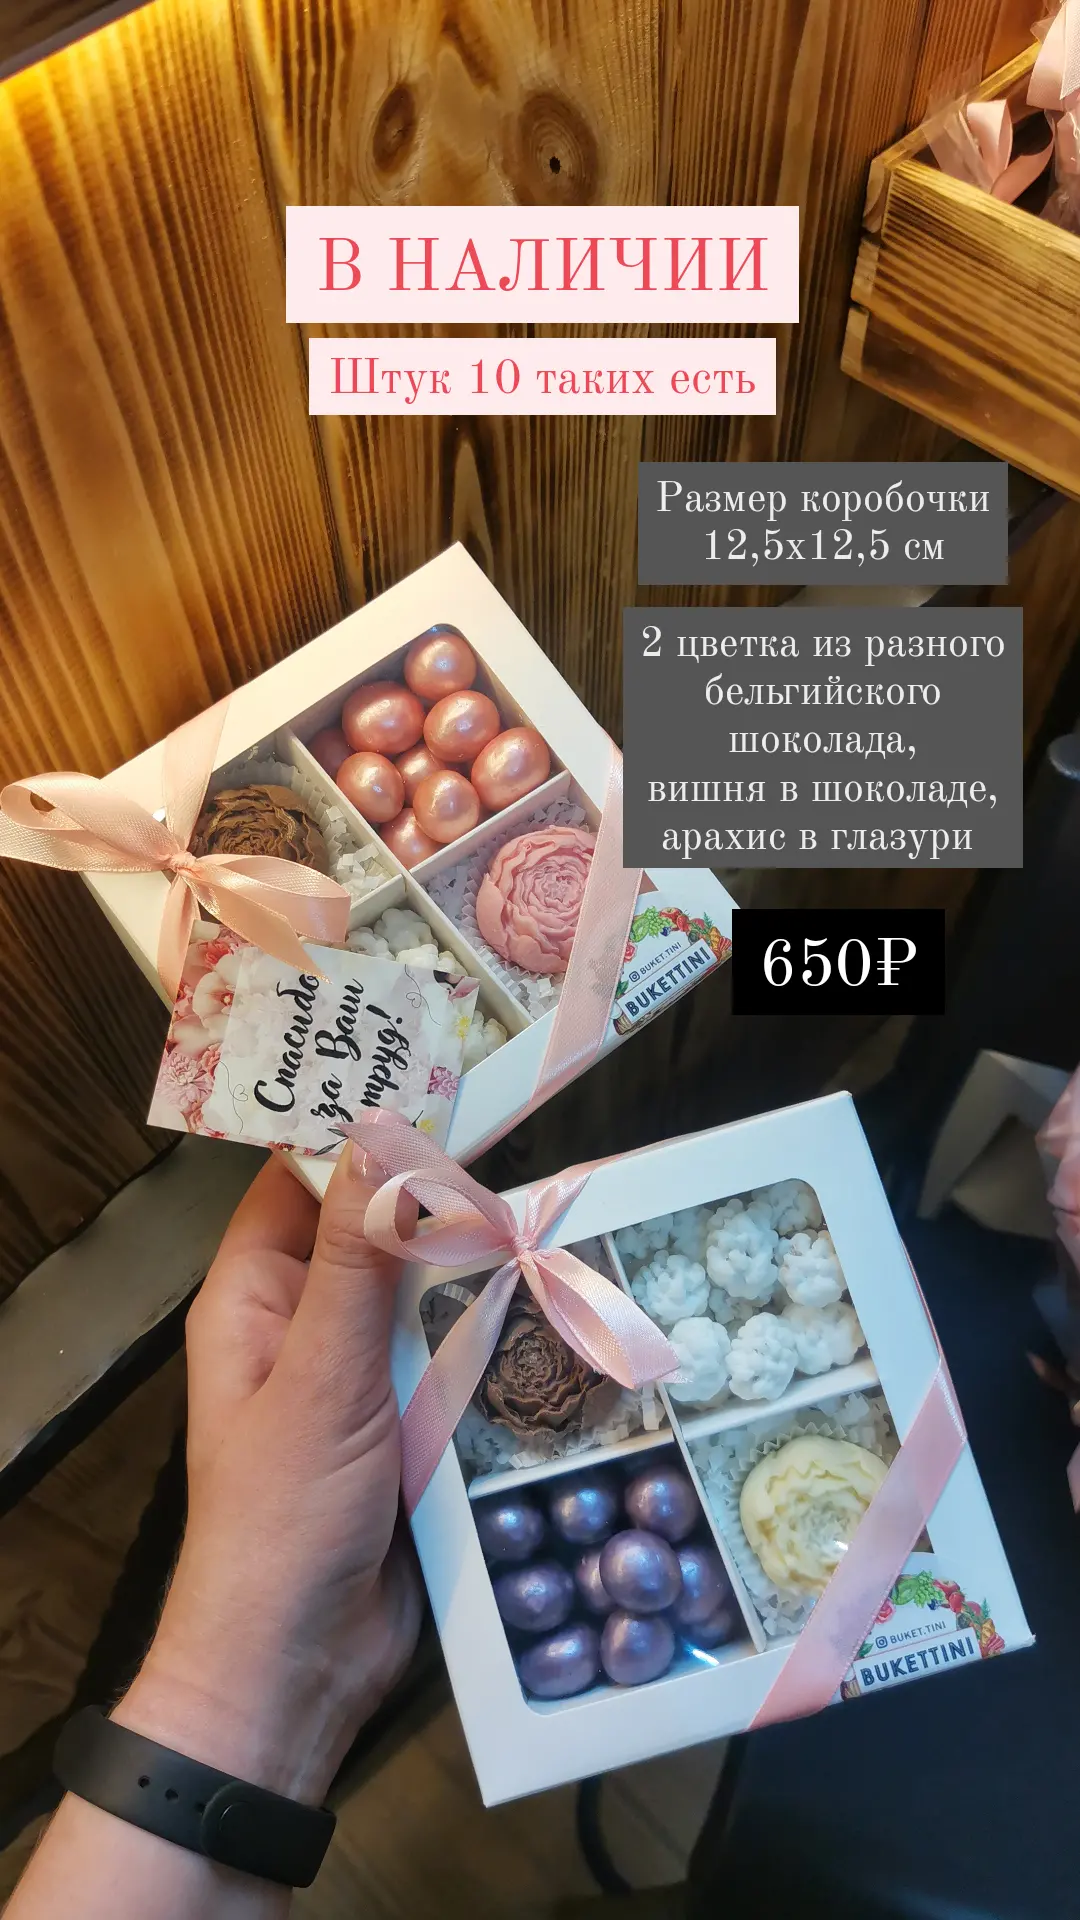 В НАЛИЧИИ
Штук 10 таких есть
Размер коробочки
12,5х12,5 см
2 цветка из разного
бельгийского
шоколада,
вишня в шоколаде,
арахис в глазури
650₽
BUKET.TINI
BUKETTINI
Спасибо
за Ваш
труд!
BUKET.TINI
BUKETTINI